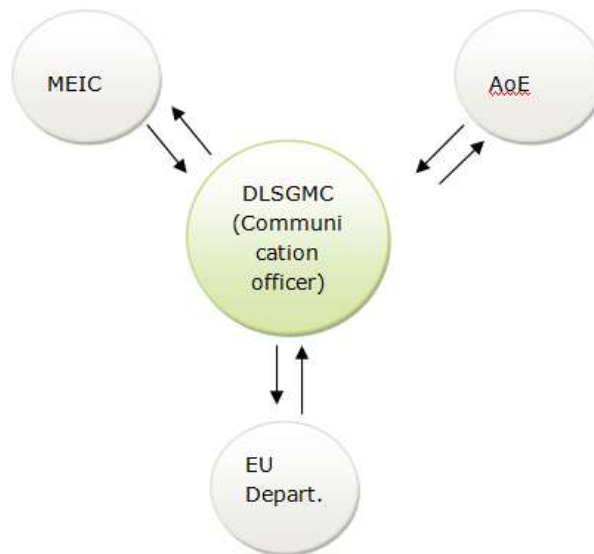 MEIC
AoE
DLSGMC
(Communi
cation
officer)
EU
Depart.